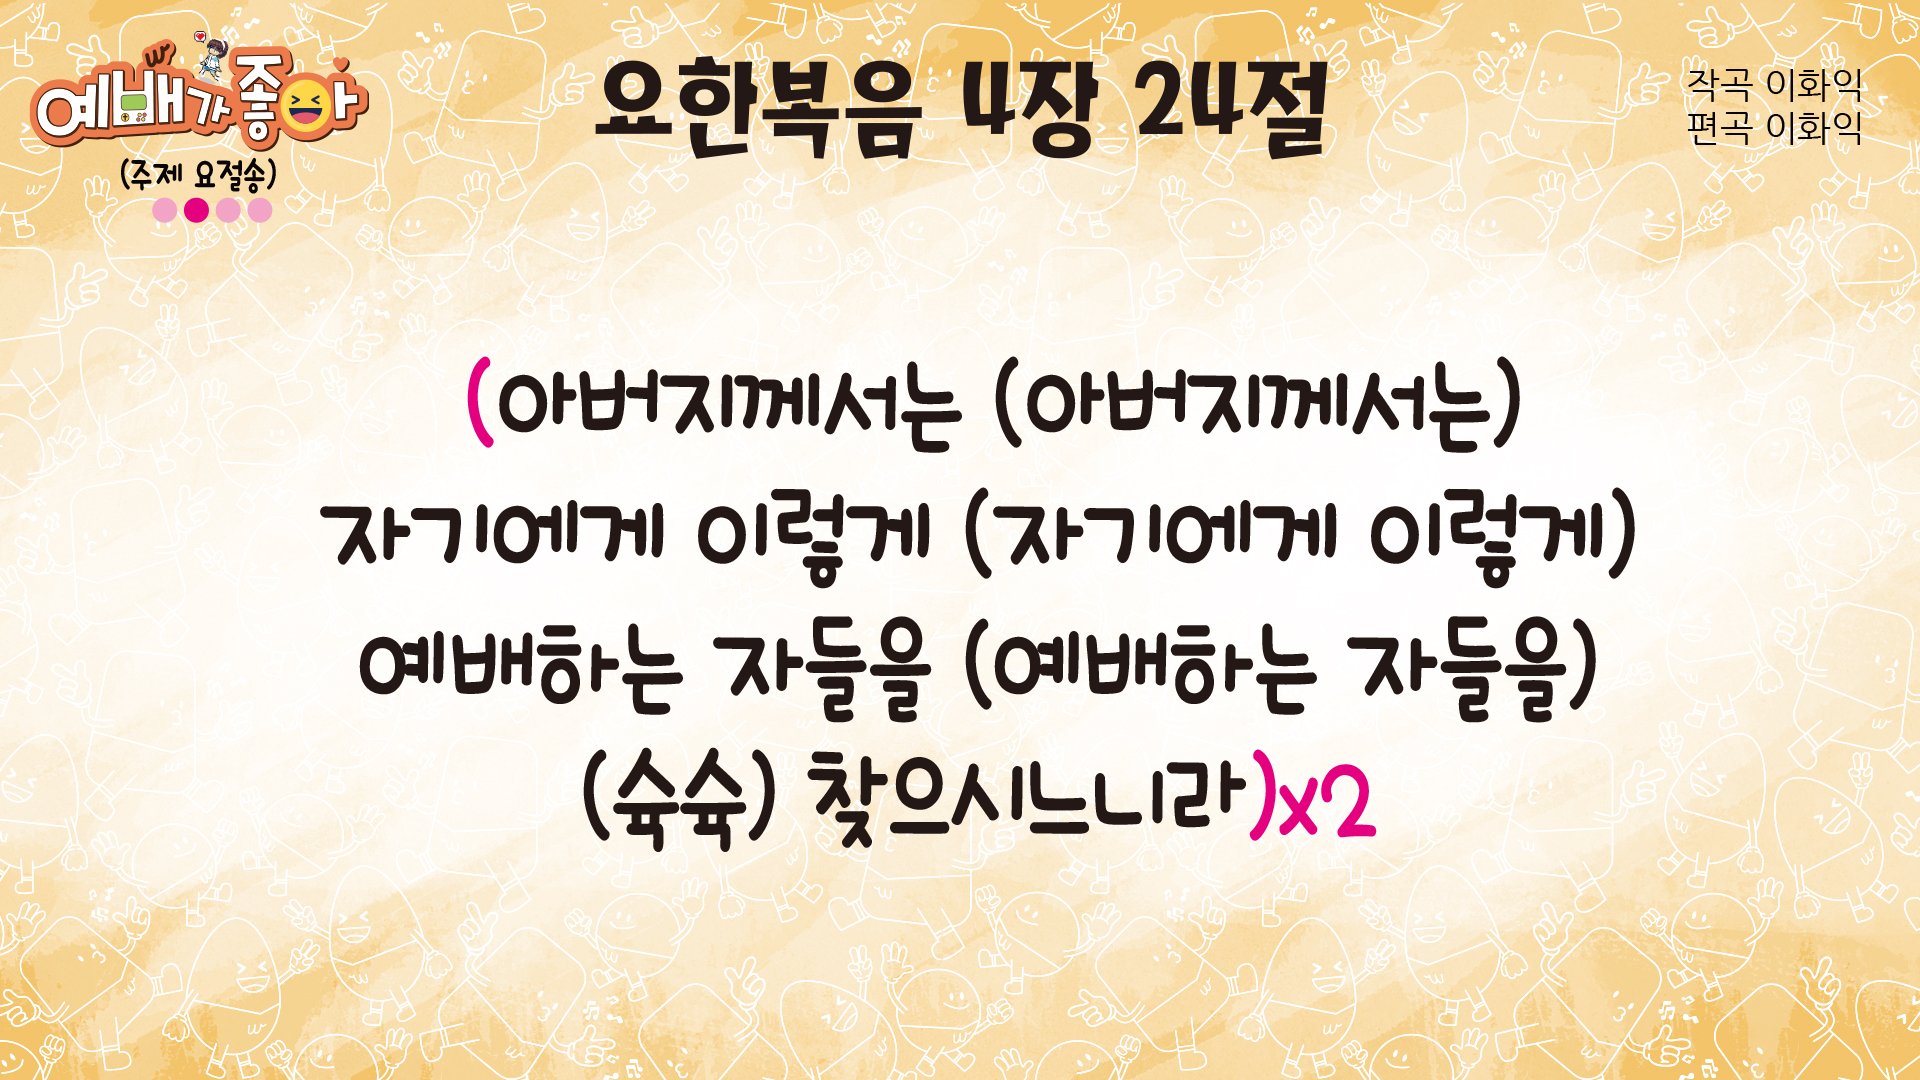 예배가 좋아
(주제 요절송)
요한복음 4장 24절
작곡 이화익
편곡 이화익
(아버지께서는 (아버지께서는)
자기에게 이렇게 (자기에게 이렇게)
예배하는 자들을 (예배하는 자들을)
(슞슞) 찾으시느니라)x2